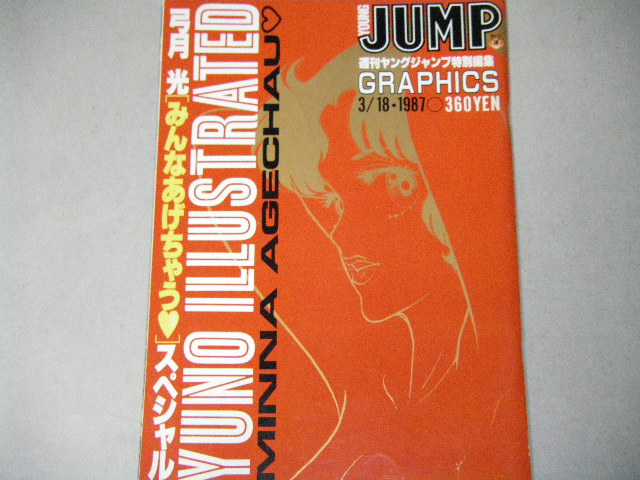 YOUNG
JUMP
週刊ヤングジャンプ特別編集
GRAPHICS
3/18・1987○360YEN
弓月 光[みんなあげちゃう♥]スペシャル
YUNO ILLUSTRATED
MINNA AGECHAU♡